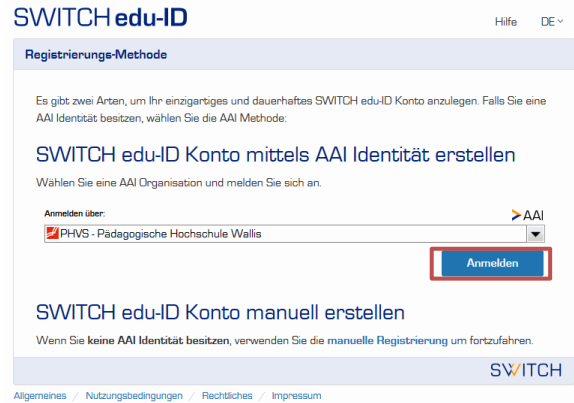 SWITCH edu-ID
Hilfe DE
Registrierungs-Methode
Es gibt zwei Arten, um Ihr einzigartiges und dauerhaftes SWITCH edu-ID Konto anzulegen. Falls Sie eine
AAI Identität besitzen, wählen Sie die AAI Methode:
SWITCH edu-ID Konto mittels AAI Identität erstellen
Wählen Sie eine AAI Organisation und melden Sie sich an.
Anmelden über:
AAI
PHVS - Pädagogische Hochschule Wallis
Anmelden
SWITCH edu-ID Konto manuell erstellen
Wenn Sie keine AAI Identität besitzen, verwenden Sie die manuelle Registrierung um fortzufahren.
SWITCH
Allgemeines / Nutzungsbedingungen / Rechtliches / Impressum